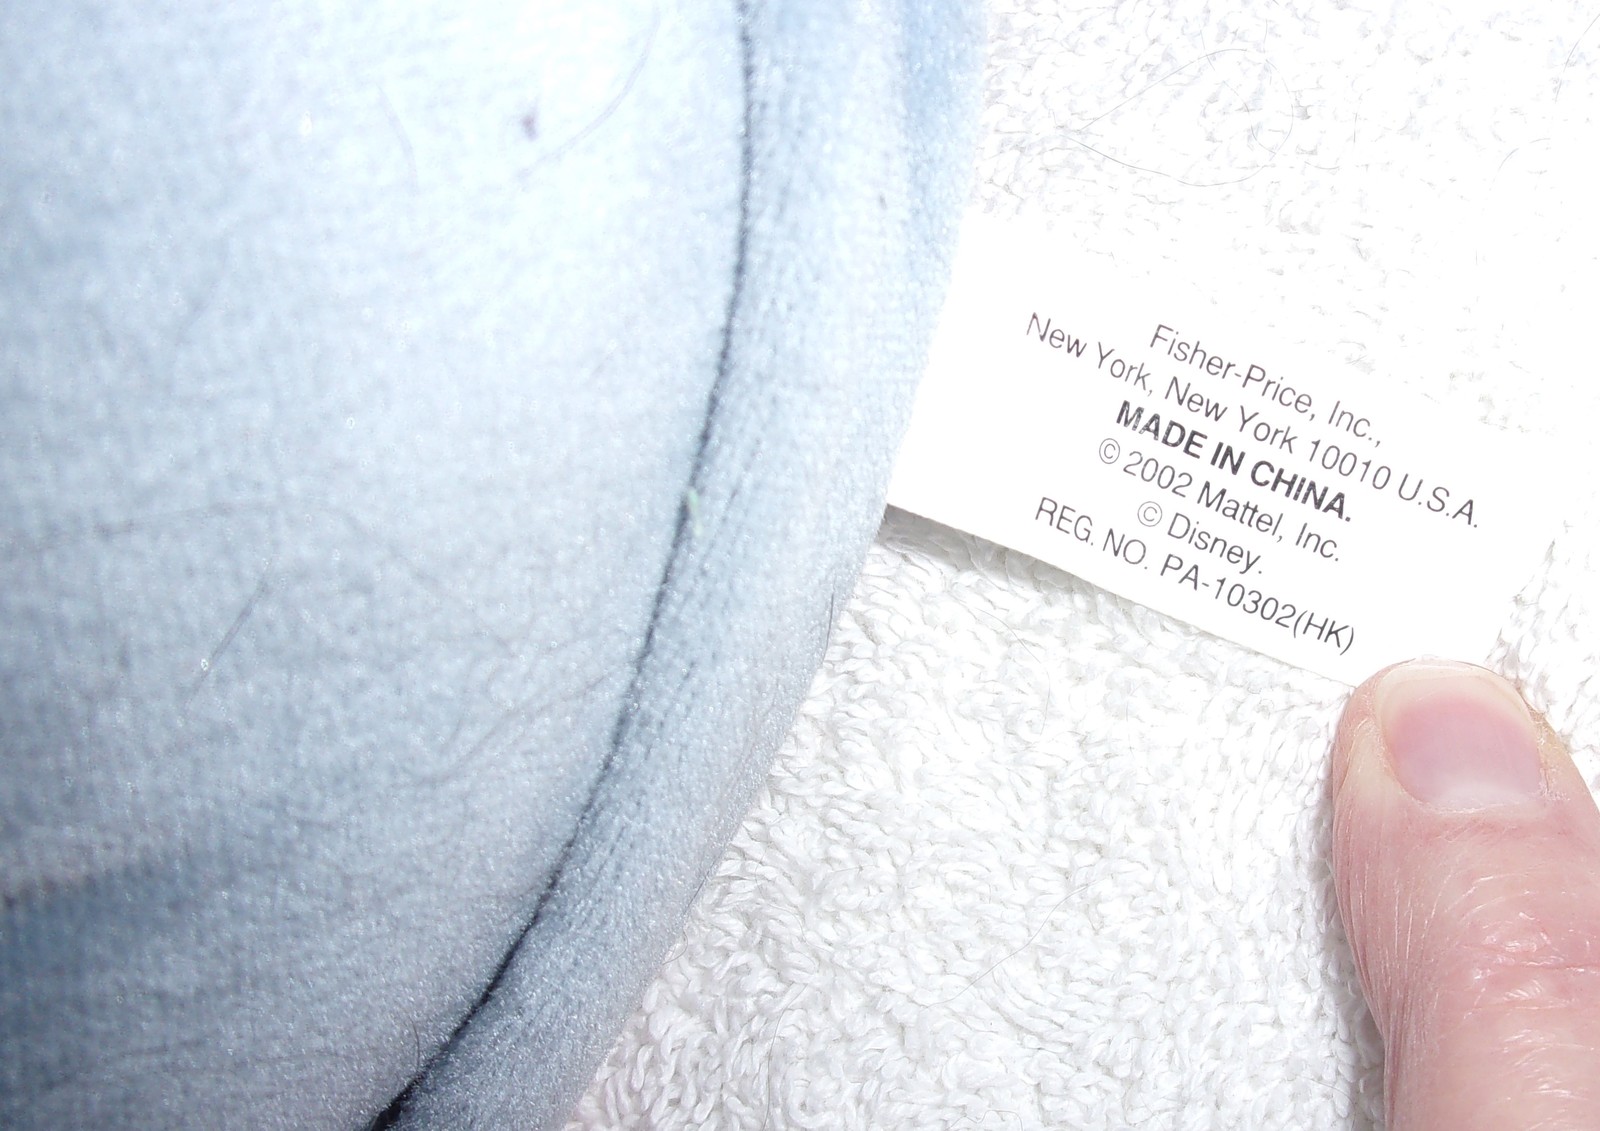 Fisher-Price, Inc.,
New York, New York 10010 U.S.A.
MADE IN CHINA.
© 2002 Mattel, Inc.
© Disney.
REG. NO. PA-10302(HK)